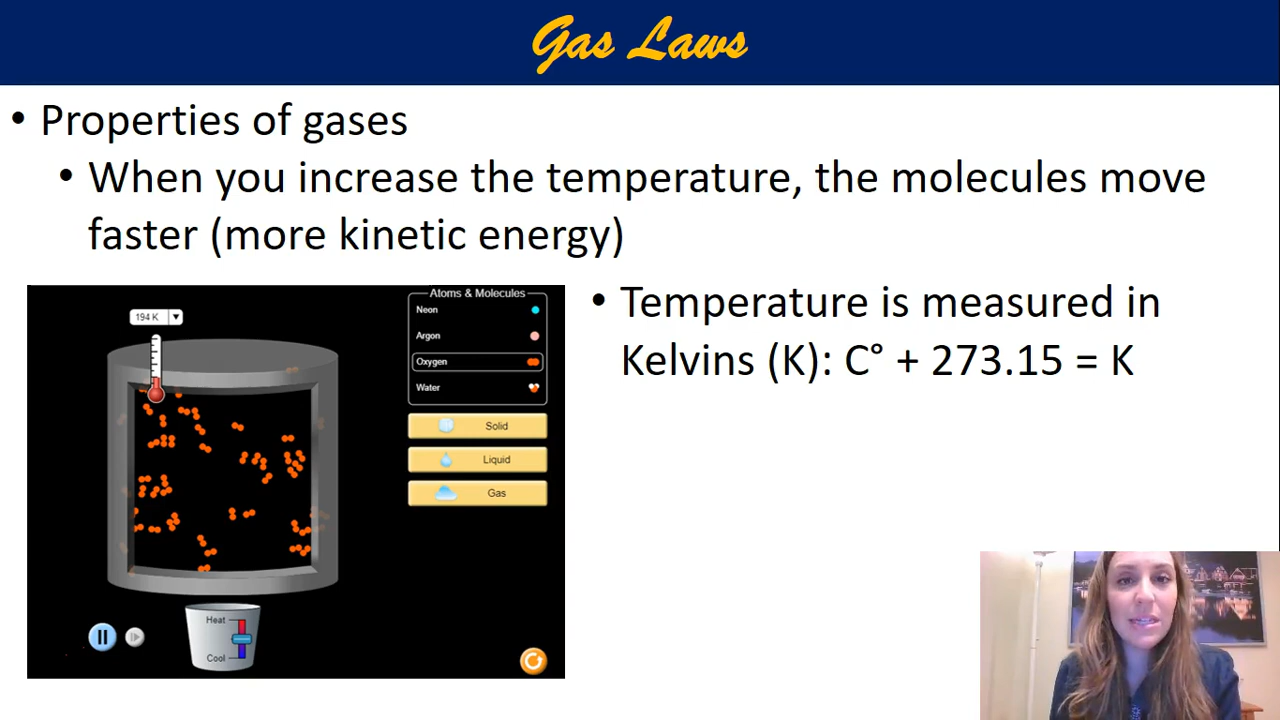 Gas Laws
• Properties of gases
• When you increase the temperature, the molecules move
faster (more kinetic energy)
• Temperature is measured in
Kelvins (K): C° + 273.15 = K
194 K
Atoms & Molecules
Neon
Argon
Oxygen
Water
Solid
Liquid
Gas
Heat
Cool